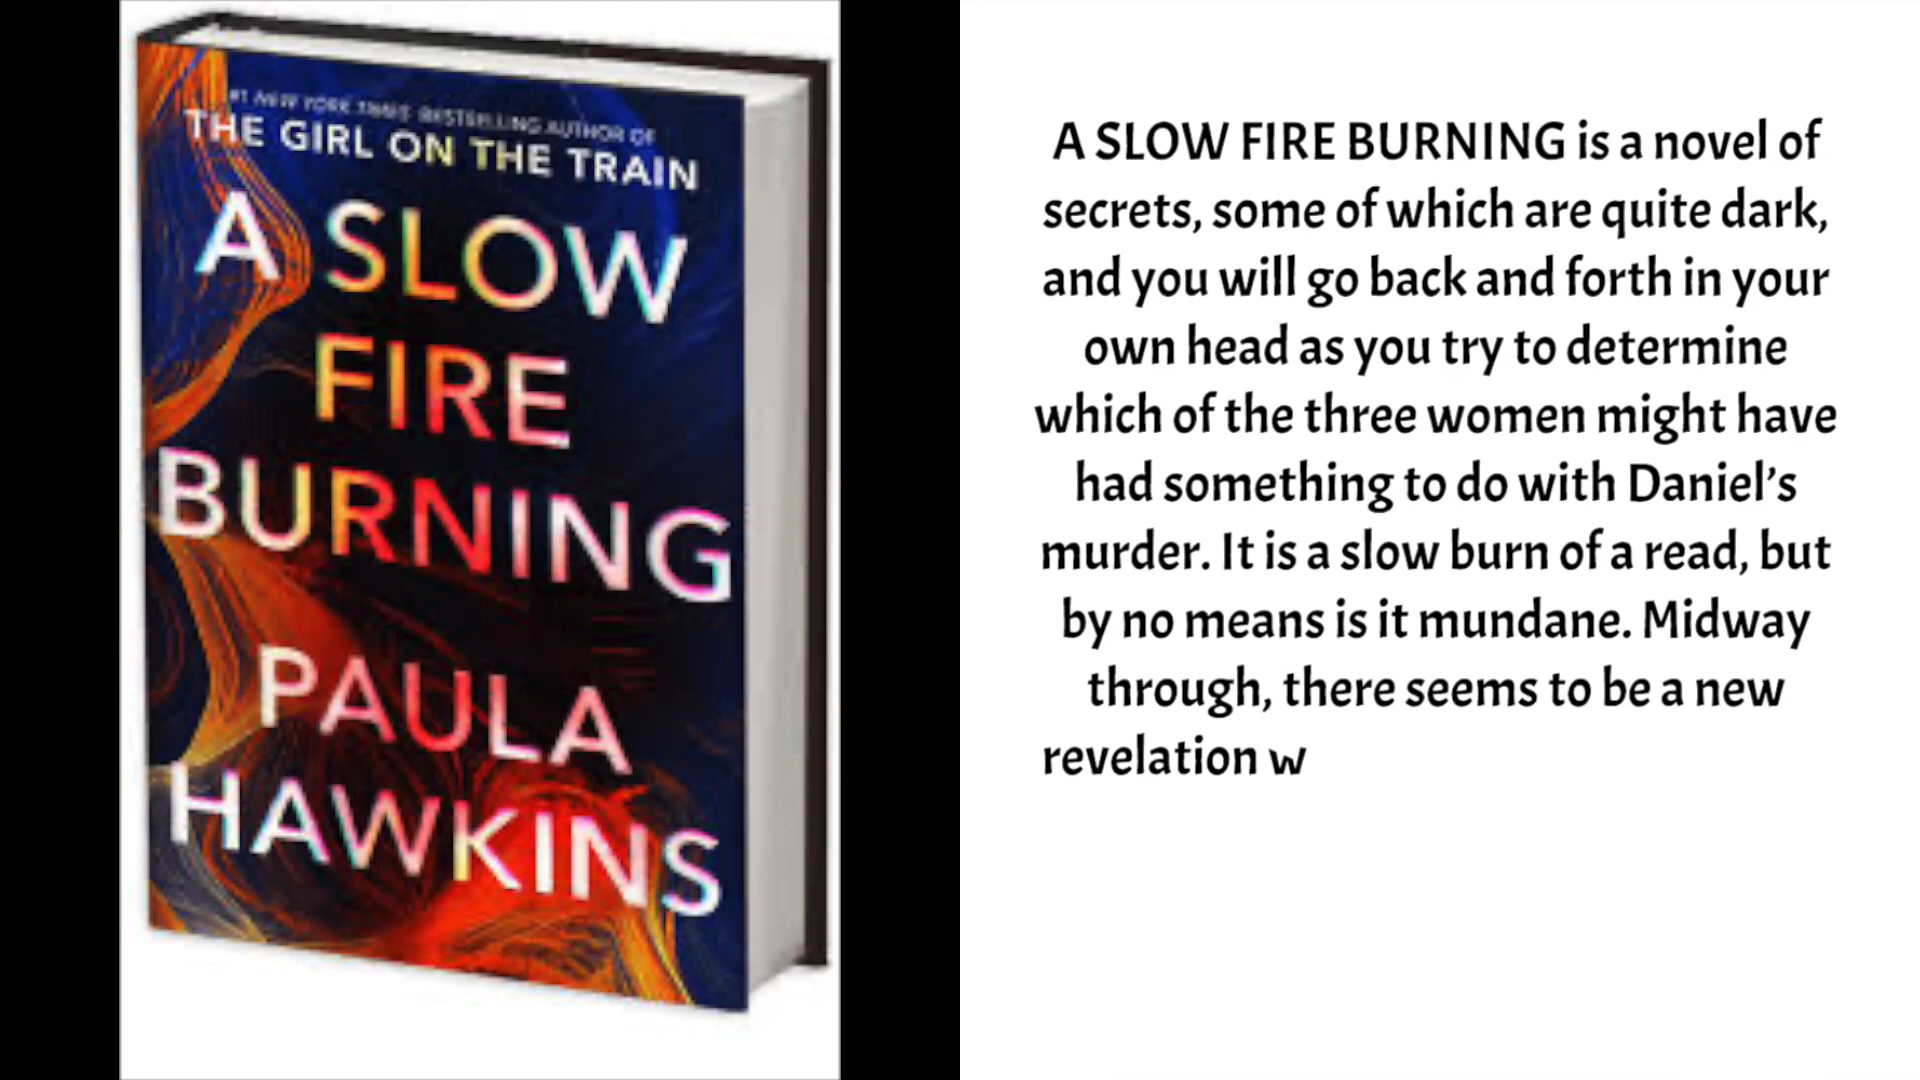 #1 NEW YORK TIMES BESTSELLING AUTHOR OF
THE GIRL ON THE TRAIN
A SLOW
FIRE
BURNING
PAULA
HAWKINS
A SLOW FIRE BURNING is a novel of
secrets, some of which are quite dark,
and you will go back and forth in your
own head as you try to determine
which of the three women might have
had something to do with Daniel’s
murder. It is a slow burn of a read, but
by no means is it mundane. Midway
through, there seems to be a new
revelation w